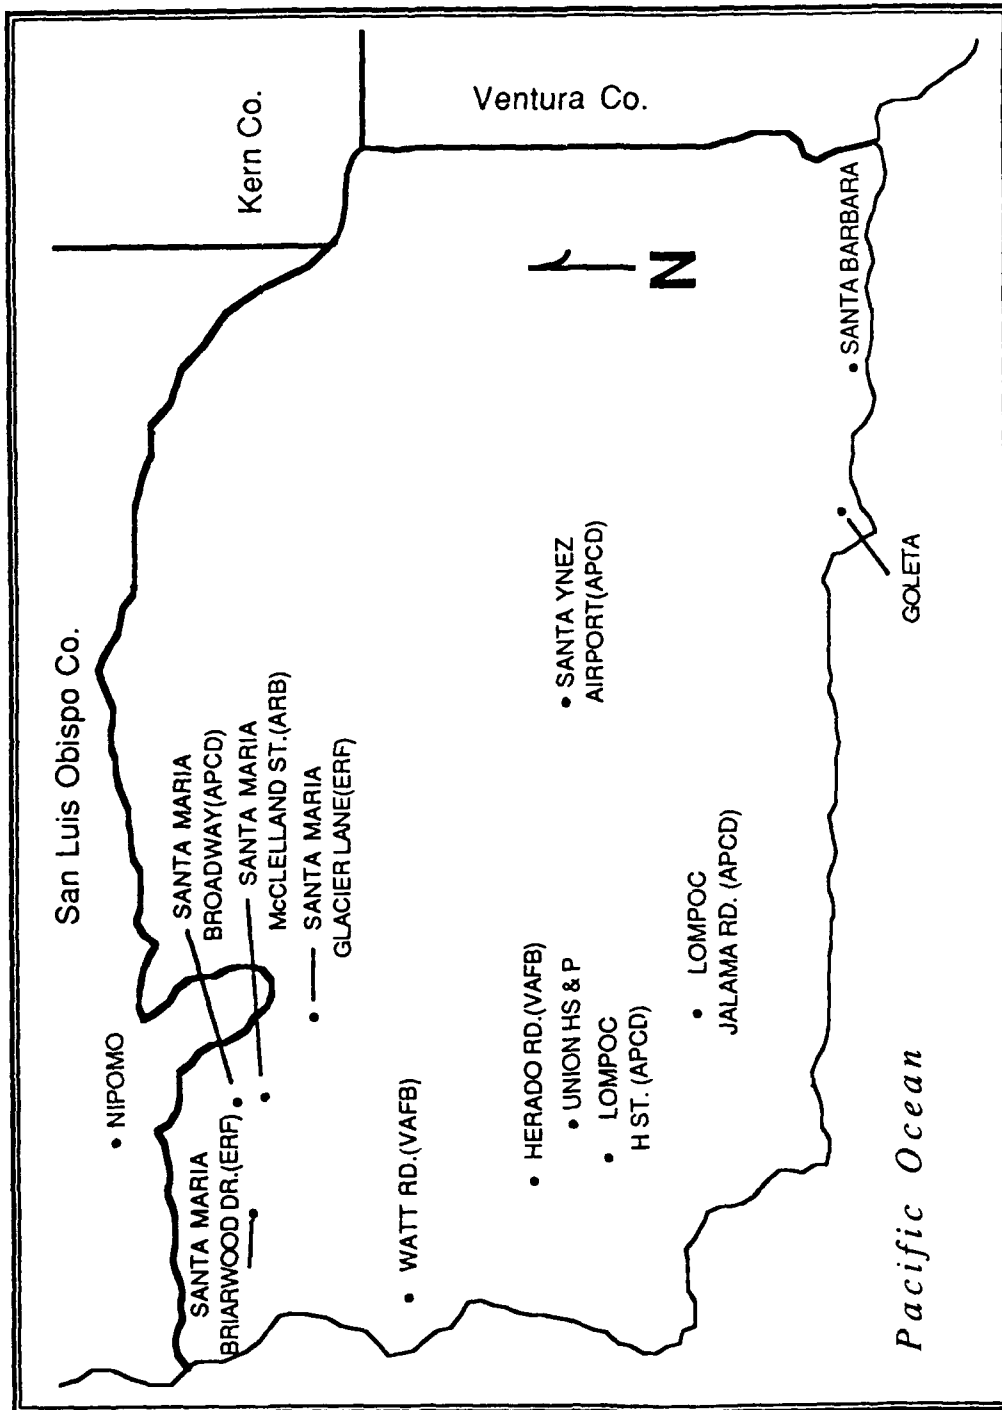 San Luis Obispo Co.
Kern Co.
Ventura Co.
NIPOMO
SANTA MARIA
BROADWAY(APCD)
SANTA MARIA
McCLELLAND ST.(ARB)
SANTA MARIA
GLACIER LANE(ERF)
SANTA MARIA
BRIARWOOD DR.(ERF)
WATT RD.(VAFB)
HERADO RD.(VAFB)
UNION HS & P
LOMPOC
H ST. (APCD)
LOMPOC
JALAMA RD. (APCD)
SANTA YNEZ
AIRPORT(APCD)
N
SANTA BARBARA
GOLETA
Pacific Ocean